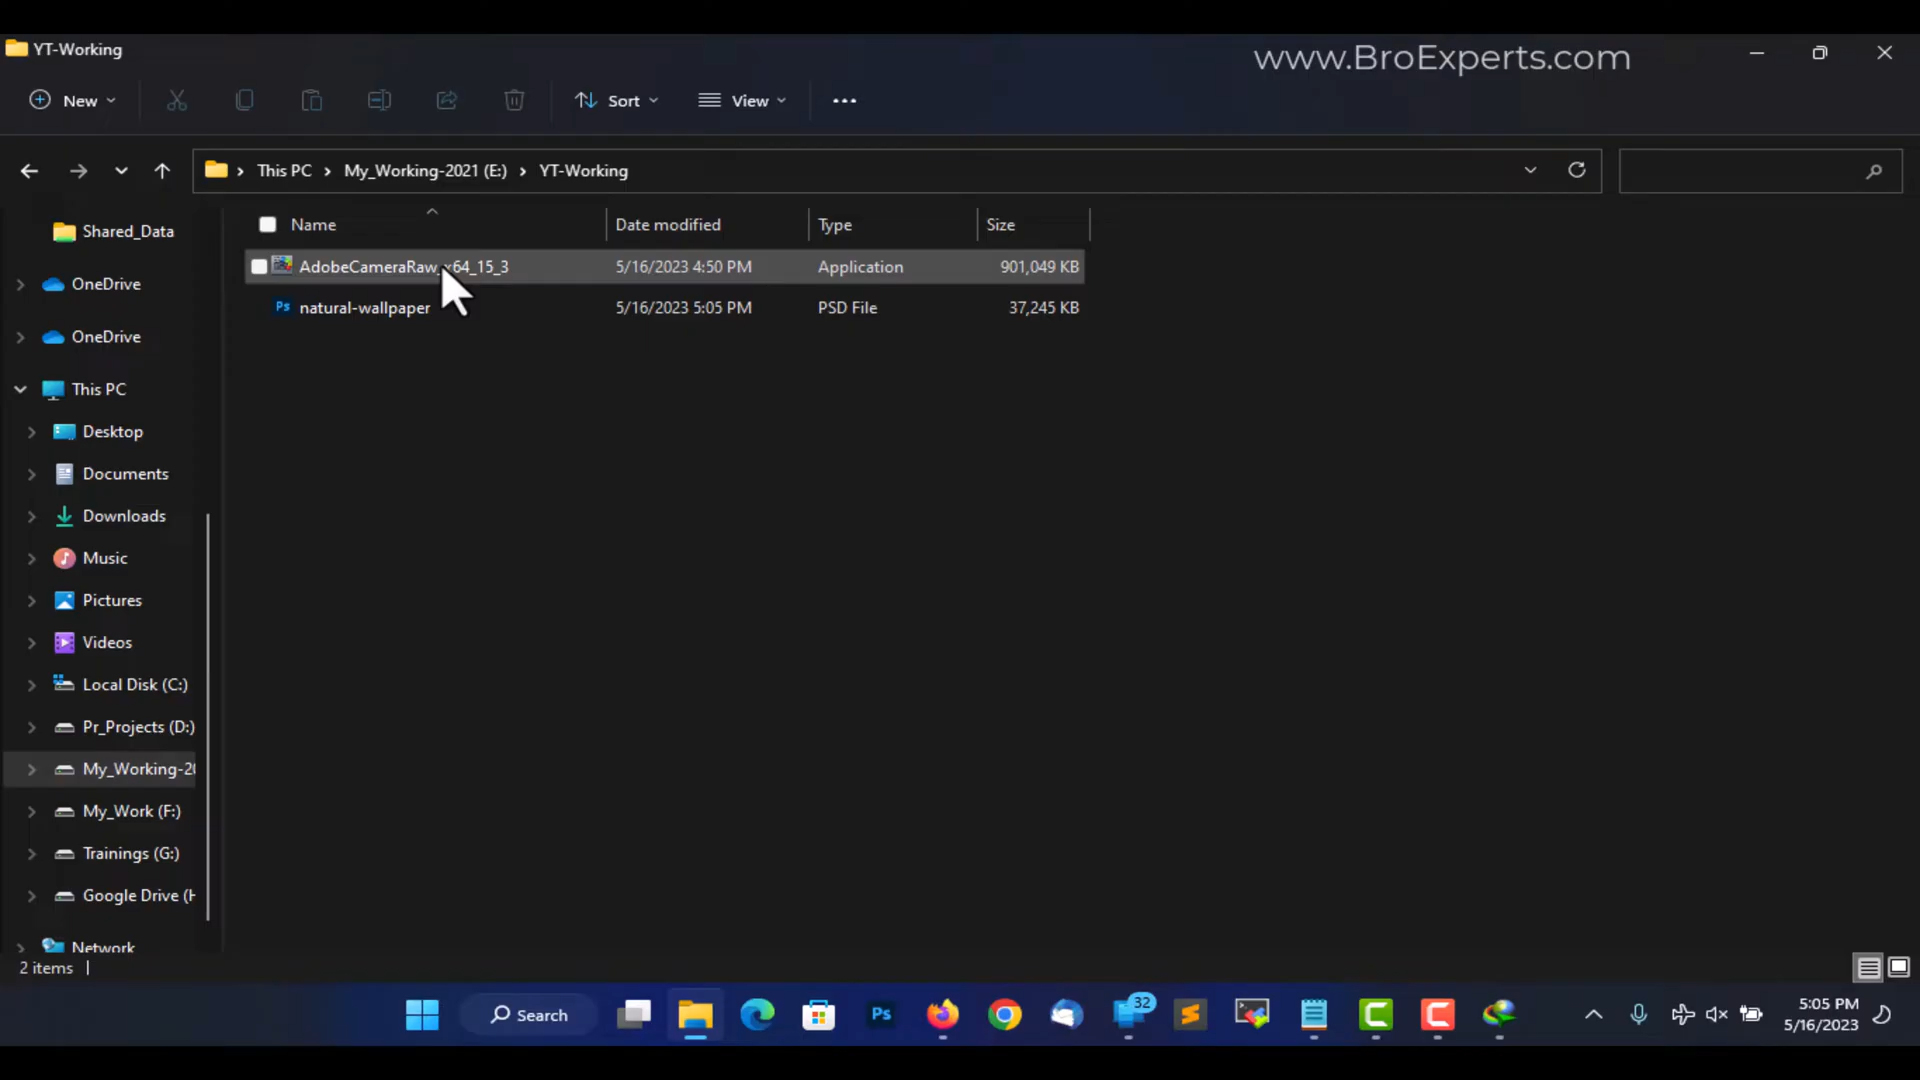 YT-Working
www.BroExperts.com
New
Sort
View
This PC
My_Working-2021 (E:)
YT-Working
Name
Date modified
Type
Size
AdobeCameraRaw_x64_15_3
5/16/2023 4:50 PM
Application
901,049 KB
Ps
natural-wallpaper
5/16/2023 5:05 PM
PSD File
37,245 KB
Shared_Data
OneDrive
OneDrive
This PC
Desktop
Documents
Downloads
Music
Pictures
Videos
Local Disk (C:)
Pr_Projects (D:)
My_Working-20
My_Work (F:)
Trainings (G:)
Google Drive (H
Network
2 items
Search
Ps
32
5:05 PM
5/16/2023